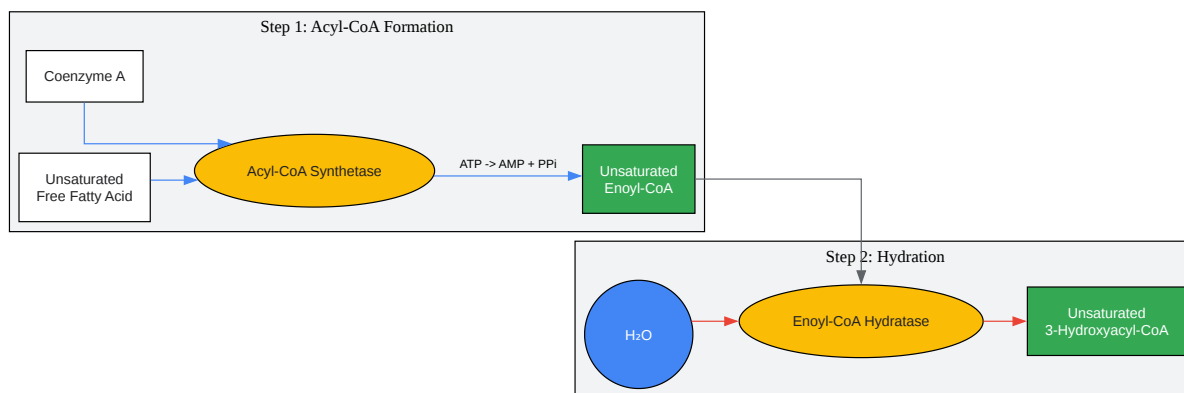 Step 1: Acyl-CoA Formation
Coenzyme A
Unsaturated
Free Fatty Acid
Acyl-CoA Synthetase
ATP -> AMP + PPi
Unsaturated
Enoyl-CoA
Step 2: Hydration
H₂O
Enoyl-CoA Hydratase
Unsaturated
3-Hydroxyacyl-CoA